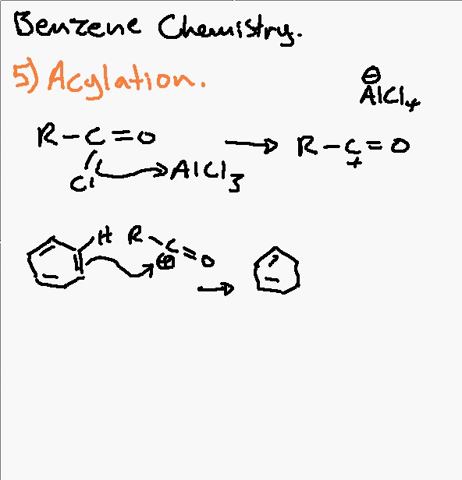 Benzene Chemistry.
5) Acylation.
⊖
AlCl4
R-C=O → R-C=O
+
Cl → AlCl3
H R-C=O
⊕
→